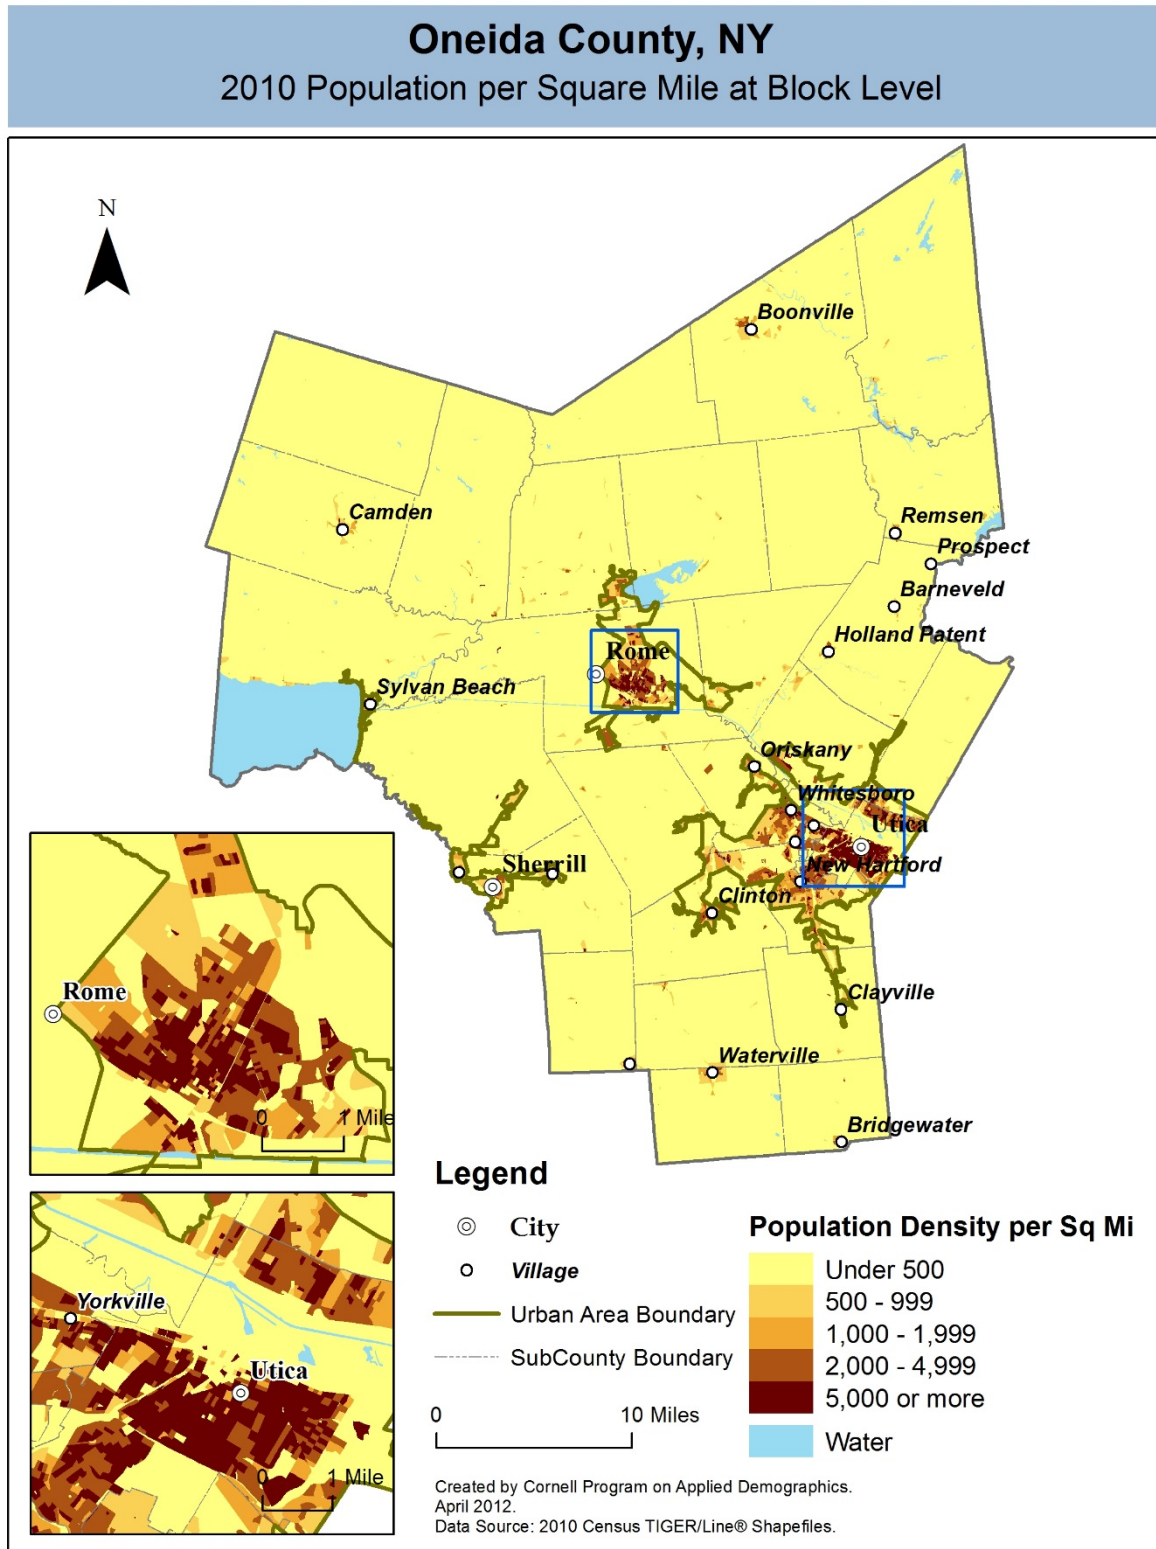 Oneida County, NY
2010 Population per Square Mile at Block Level
N
Boonville
Camden
Remsen
Prospect
Barneveld
Holland Patent
Rome
Sylvan Beach
Oriskany
Whitesboro
Utica
Sherrill
New Hartford
Clinton
Clayville
Waterville
Bridgewater
Rome
0 1 Mile
Yorkville
Utica
0 1 Mile
Legend
City
Village
Urban Area Boundary
SubCounty Boundary
0 10 Miles
Population Density per Sq Mi
Under 500
500 - 999
1,000 - 1,999
2,000 - 4,999
5,000 or more
Water
Created by Cornell Program on Applied Demographics.
April 2012.
Data Source: 2010 Census TIGER/Line® Shapefiles.